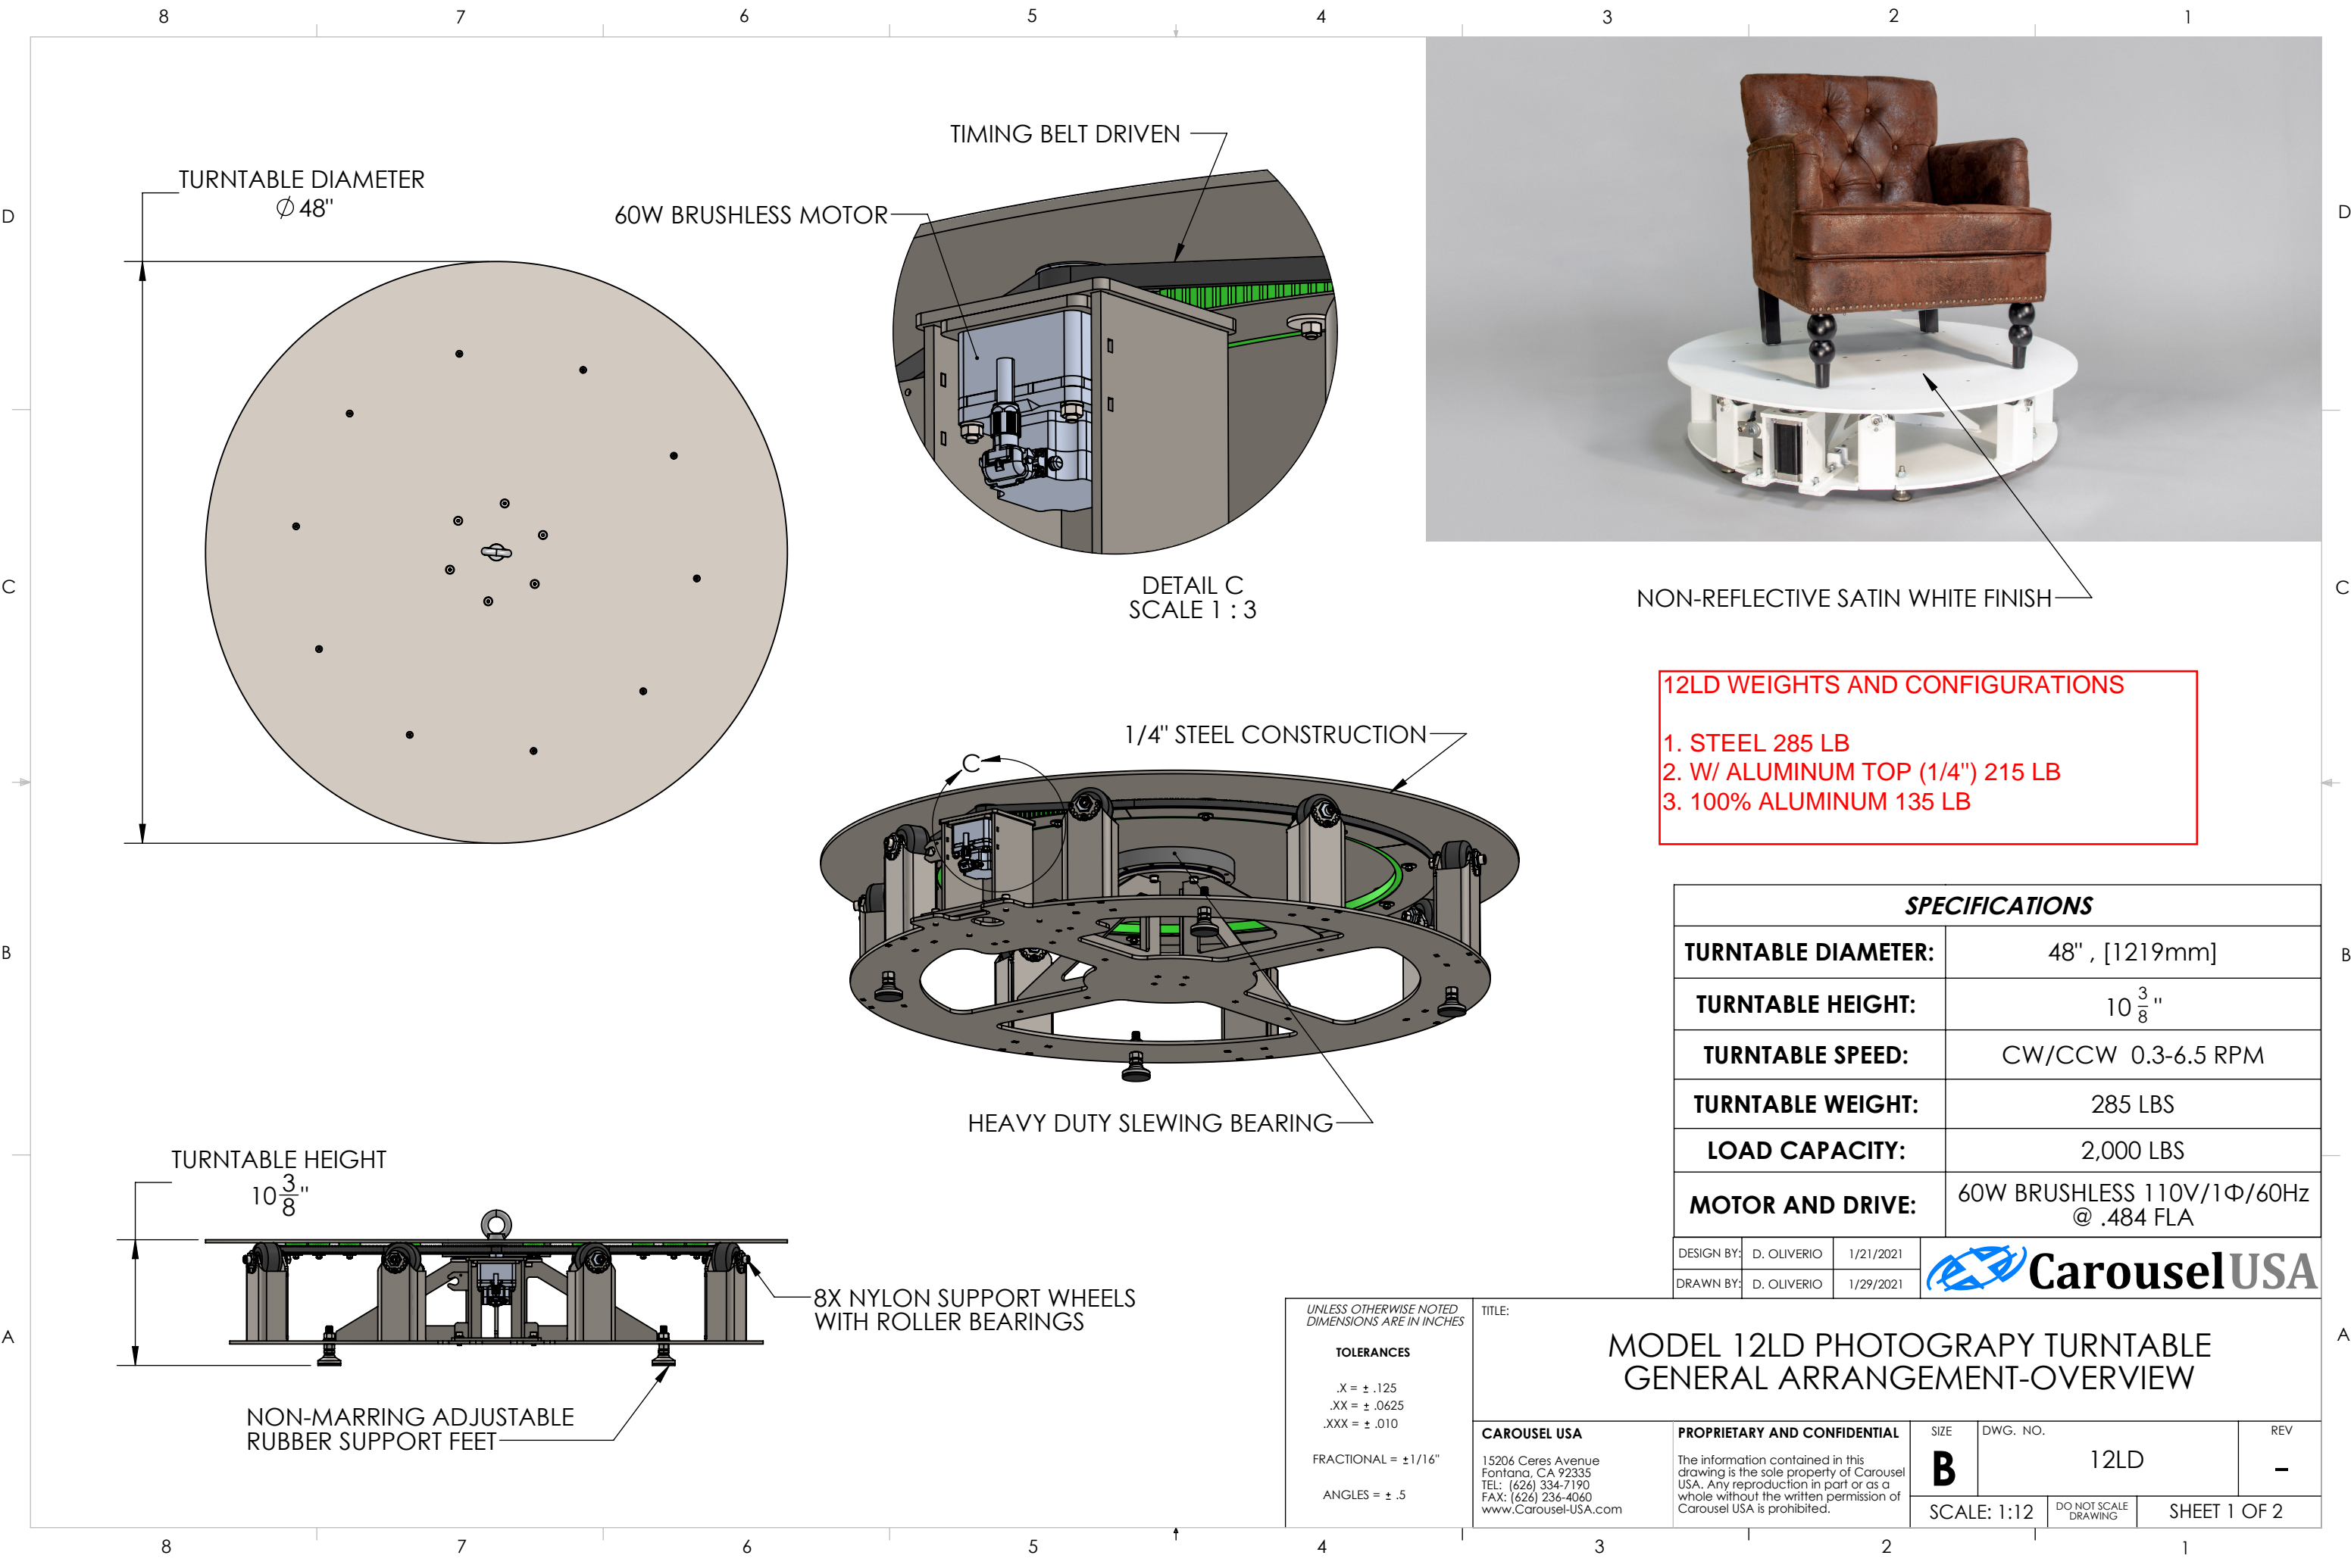 8 7 6 5 4 3 2 1
D
D
C
C
B
B
A
A
TURNTABLE DIAMETER
∅ 48"
TIMING BELT DRIVEN
60W BRUSHLESS MOTOR
DETAIL C
SCALE 1 : 3
NON-REFLECTIVE SATIN WHITE FINISH
12LD WEIGHTS AND CONFIGURATIONS
1. STEEL 285 LB
2. W/ ALUMINUM TOP (1/4") 215 LB
3. 100% ALUMINUM 135 LB
1/4" STEEL CONSTRUCTION
C
HEAVY DUTY SLEWING BEARING
TURNTABLE HEIGHT
10 3/8"
8X NYLON SUPPORT WHEELS
WITH ROLLER BEARINGS
NON-MARRING ADJUSTABLE
RUBBER SUPPORT FEET
SPECIFICATIONS
TURNTABLE DIAMETER: 48" , [1219mm]
TURNTABLE HEIGHT: 10 3/8"
TURNTABLE SPEED: CW/CCW 0.3-6.5 RPM
TURNTABLE WEIGHT: 285 LBS
LOAD CAPACITY: 2,000 LBS
MOTOR AND DRIVE: 60W BRUSHLESS 110V/1Φ/60Hz
@ .484 FLA
DESIGN BY: D. OLIVERIO 1/21/2021
DRAWN BY: D. OLIVERIO 1/29/2021
CarouselUSA
UNLESS OTHERWISE NOTED
DIMENSIONS ARE IN INCHES
TOLERANCES
.X = ± .125
.XX = ± .0625
.XXX = ± .010
FRACTIONAL = ±1/16"
ANGLES = ± .5
TITLE:
MODEL 12LD PHOTOGRAPY TURNTABLE
GENERAL ARRANGEMENT-OVERVIEW
CAROUSEL USA
15206 Ceres Avenue
Fontana, CA 92335
TEL: (626) 334-7190
FAX: (626) 236-4060
www.Carousel-USA.com
PROPRIETARY AND CONFIDENTIAL
The information contained in this
drawing is the sole property of Carousel
USA. Any reproduction in part or as a
whole without the written permission of
Carousel USA is prohibited.
SIZE
B
DWG. NO.
12LD
REV
–
SCALE: 1:12
DO NOT SCALE
DRAWING
SHEET 1 OF 2
8 7 6 5 4 3 2 1